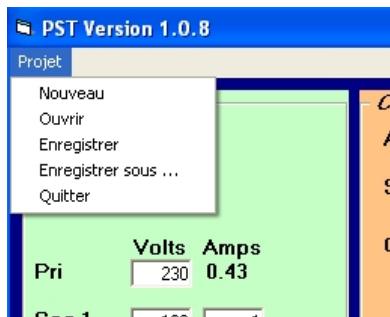 PST Version 1.0.8
Projet
Nouveau
Ouvrir
Enregistrer
Enregistrer sous ...
Quitter
Volts Amps
Pri 230 0.43